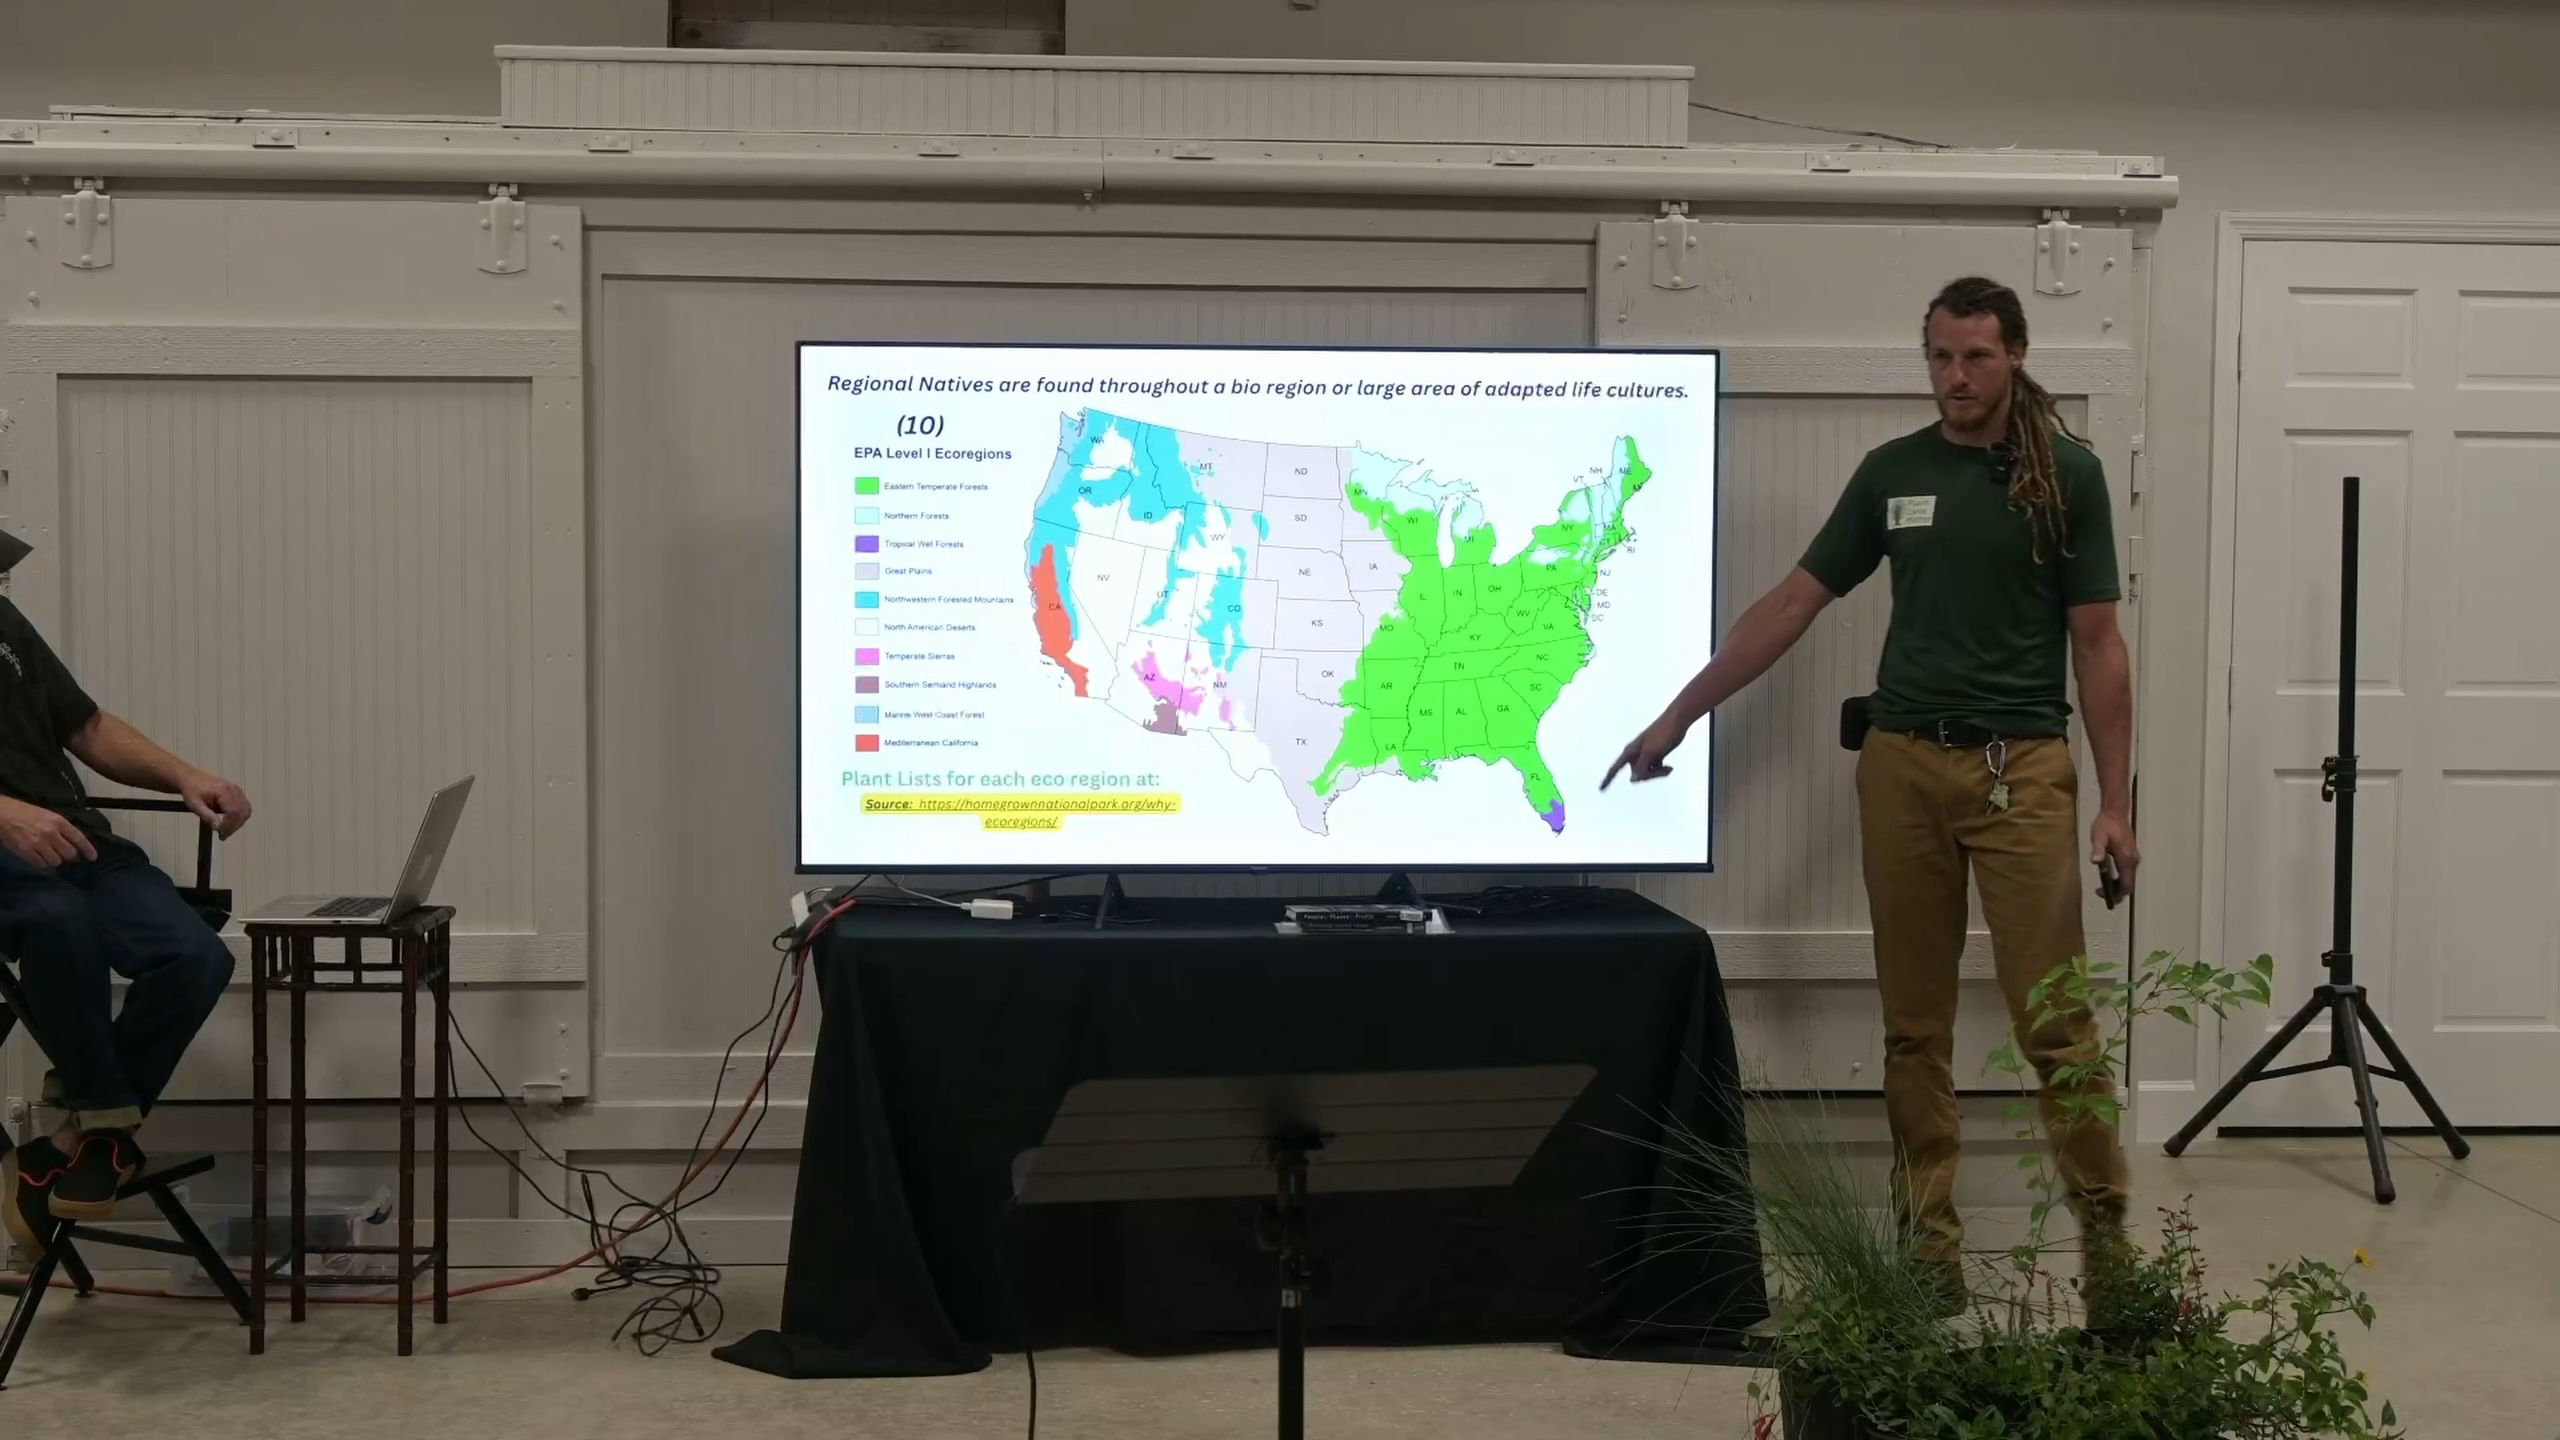 Regional Natives are found throughout a bio region or large area of adapted life cultures.
(10)
EPA Level I Ecoregions
Eastern Temperate Forests
Northern Forests
Tropical Wet Forests
Great Plains
Northwestern Forested Mountains
North American Deserts
Temperate Sierras
Southern Semiarid Highlands
Marine West Coast Forest
Mediterranean California
Plant Lists for each eco region at:
Source: https://homegrownnationalpark.org/why-
ecoregions/
WA
OR
CA
ID
NV
MT
WY
UT
CO
AZ
NM
ND
SD
NE
KS
OK
TX
MN
IA
MO
AR
LA
WI
IL
MI
IN
OH
KY
TN
MS
AL
GA
FL
SC
NC
VA
WV
PA
NY
VT
NH
ME
MA
CT
RI
NJ
DE
MD
DC
People, Planet, Profit